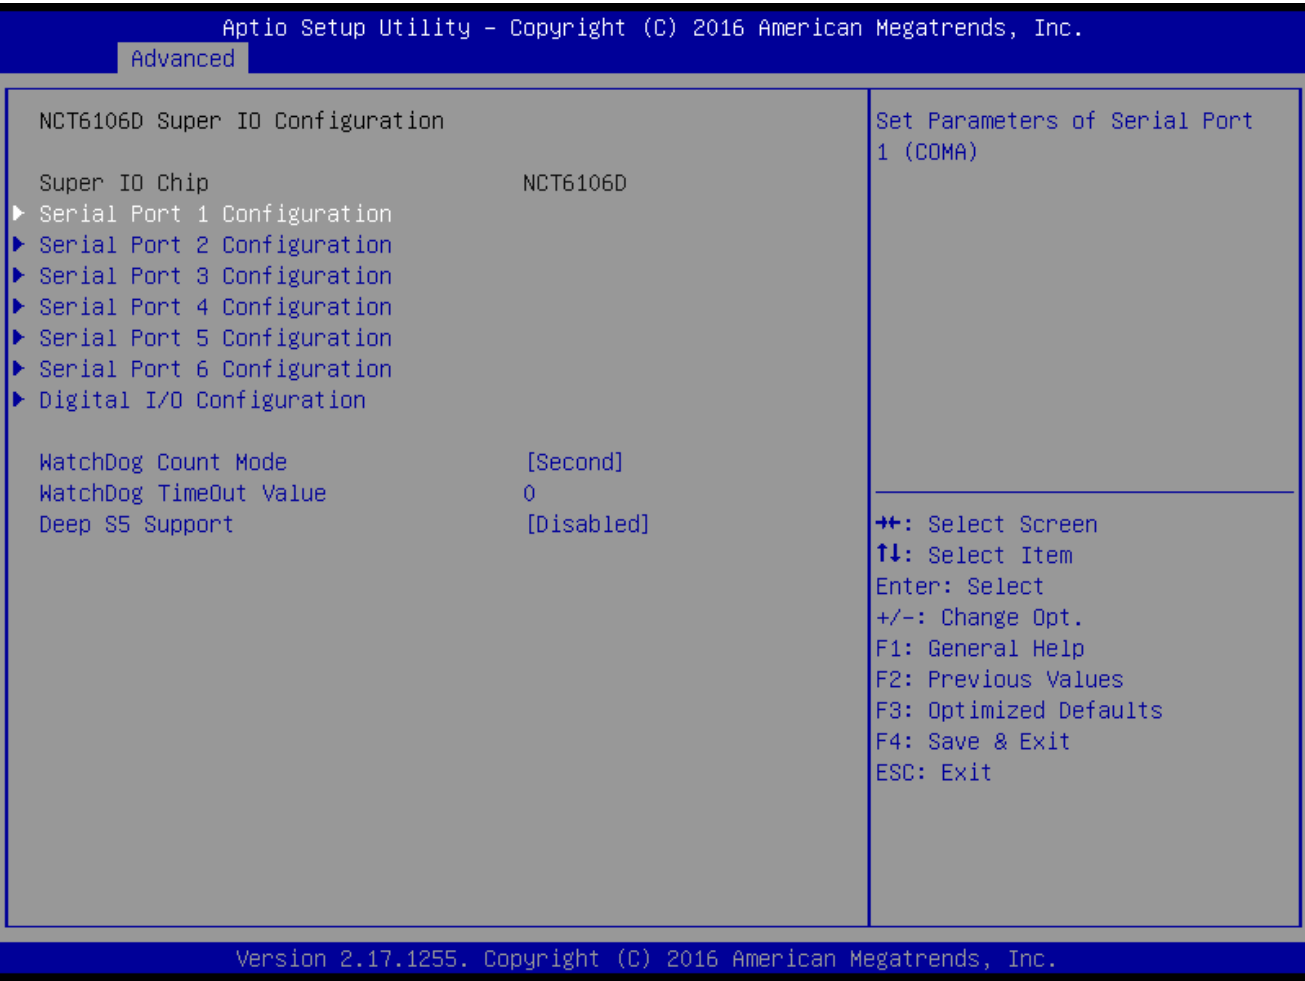 Aptio Setup Utility – Copyright (C) 2016 American Megatrends, Inc.
Advanced
NCT6106D Super IO Configuration
Super IO Chip NCT6106D
Serial Port 1 Configuration
Serial Port 2 Configuration
Serial Port 3 Configuration
Serial Port 4 Configuration
Serial Port 5 Configuration
Serial Port 6 Configuration
Digital I/O Configuration
WatchDog Count Mode [Second]
WatchDog TimeOut Value 0
Deep S5 Support [Disabled]
Set Parameters of Serial Port
1 (COMA)
→←: Select Screen
↑↓: Select Item
Enter: Select
+/-: Change Opt.
F1: General Help
F2: Previous Values
F3: Optimized Defaults
F4: Save & Exit
ESC: Exit
Version 2.17.1255. Copyright (C) 2016 American Megatrends, Inc.